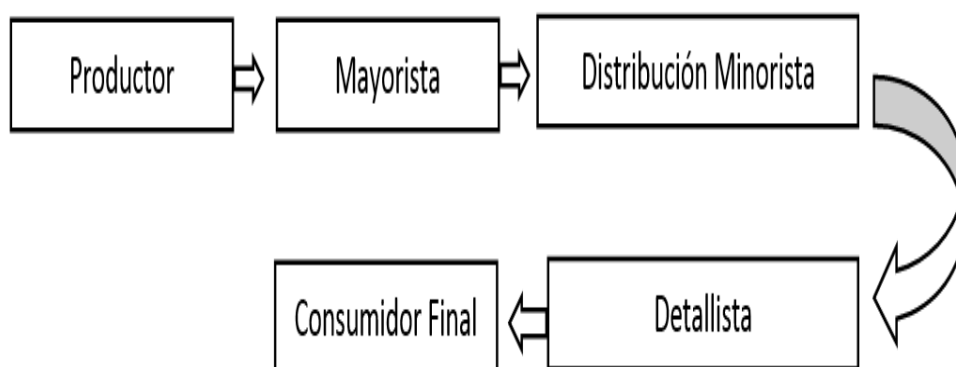 Productor
Mayorista
Distribución Minorista
Detallista
Consumidor Final